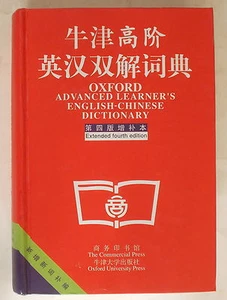 牛津高阶
英汉双解词典
OXFORD
ADVANCED LEARNER'S
ENGLISH-CHINESE
DICTIONARY
第四版增补本
Extended fourth edition
商务印书馆
The Commercial Press
牛津大学出版社
Oxford University Press